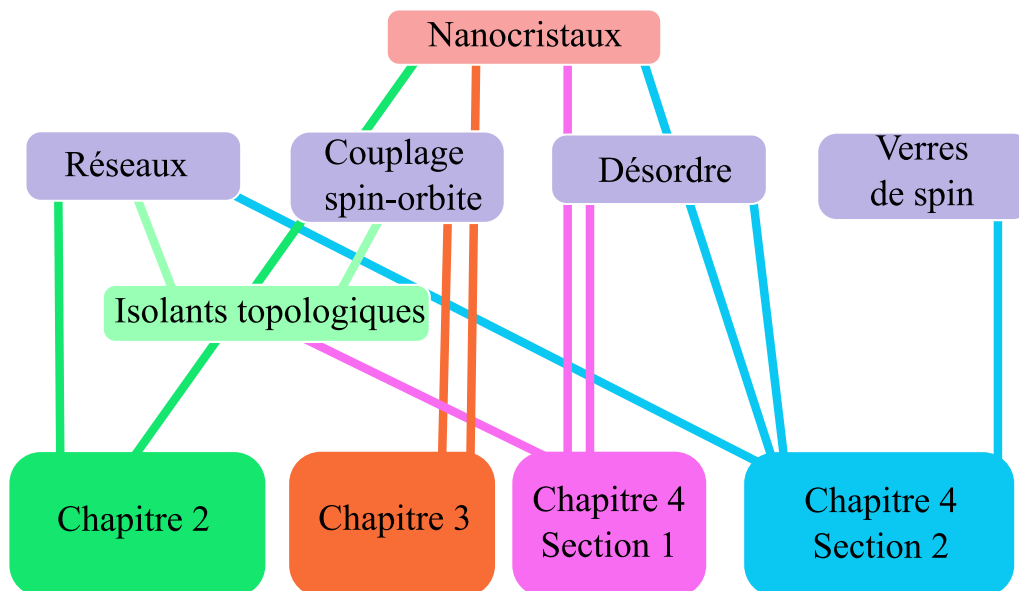 Nanocristaux
Réseaux
Couplage
spin-orbite
Désordre
Verres
de spin
Isolants topologiques
Chapitre 2
Chapitre 3
Chapitre 4
Section 1
Chapitre 4
Section 2